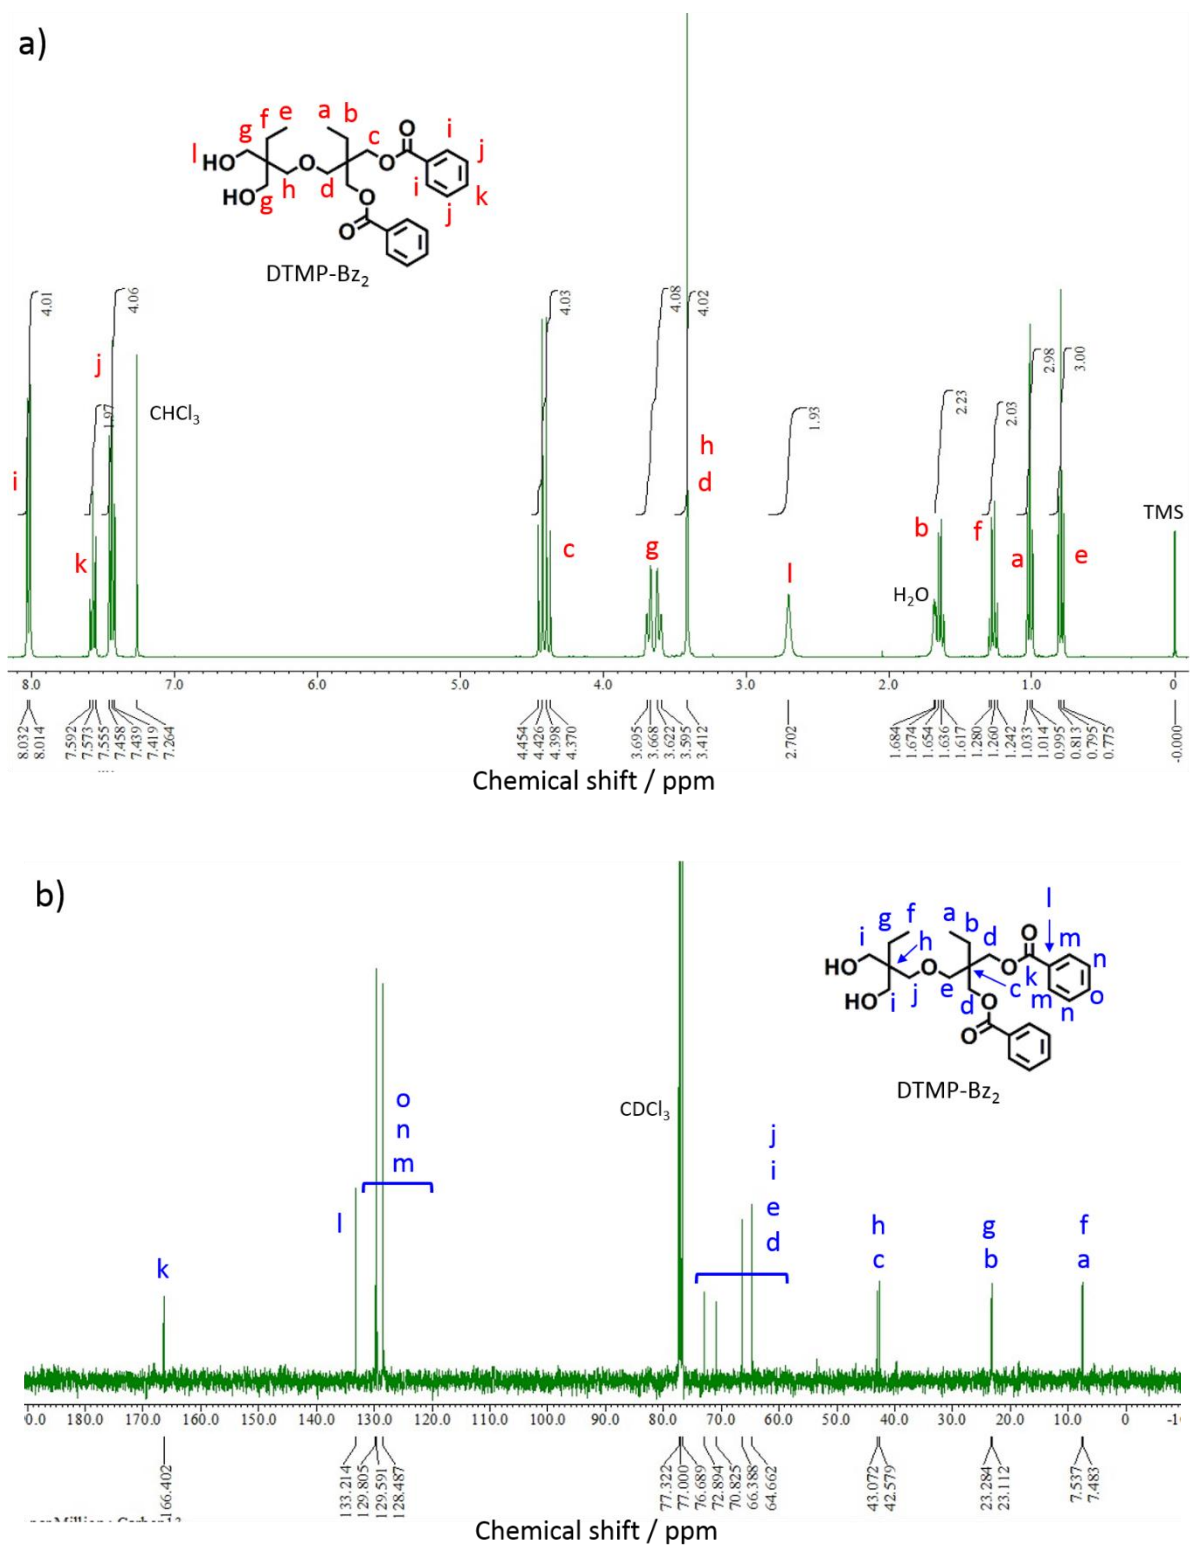 a)
f e a b
l g c O i
HO O O j
HO h d i k
g O j
O
DTMP-Bz2
4.01
1.97
4.06
4.03
4.08
4.02
1.93
2.23
2.03
2.98
3.00
i
k
j
CHCl3
c
g
h
d
l
b
H2O
f
a
e
TMS
8.0 7.0 6.0 5.0 4.0 3.0 2.0 1.0 0
8.032
8.014
7.592
7.573
7.555
7.458
7.439
7.419
7.264
4.454
4.426
4.398
4.370
3.695
3.668
3.622
3.595
3.412
2.702
1.684
1.674
1.654
1.636
1.617
1.280
1.260
1.242
1.033
1.014
0.995
0.813
0.795
0.775
-0.000
Chemical shift / ppm
b)
l
g f a b O m
i h d n
HO O O k o
HO j e c m
i d O n
O
DTMP-Bz2
k
l
o
n
m
CDCl3
j
i
e
d
h
c
g
b
f
a
0.0 180.0 170.0 160.0 150.0 140.0 130.0 120.0 110.0 100.0 90.0 80.0 70.0 60.0 50.0 40.0 30.0 20.0 10.0 0
166.402
133.214
129.805
129.591
128.487
77.322
77.000
76.689
72.894
70.825
66.388
64.662
43.072
42.579
23.284
23.112
7.537
7.483
Chemical shift / ppm